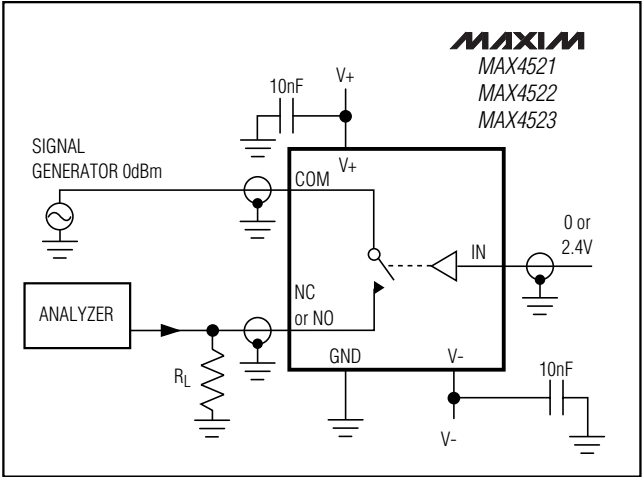 MAXIM
MAX4521
MAX4522
MAX4523
10nF
V+
SIGNAL
GENERATOR 0dBm
V+
COM
0 or
2.4V
IN
NC
or NO
ANALYZER
RL
GND
V-
10nF
V-